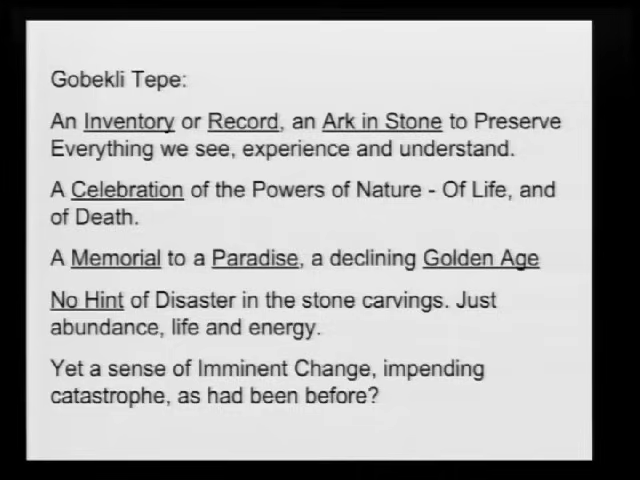 Gobekli Tepe:
An Inventory or Record, an Ark in Stone to Preserve
Everything we see, experience and understand.
A Celebration of the Powers of Nature - Of Life, and
of Death.
A Memorial to a Paradise, a declining Golden Age
No Hint of Disaster in the stone carvings. Just
abundance, life and energy.
Yet a sense of Imminent Change, impending
catastrophe, as had been before?